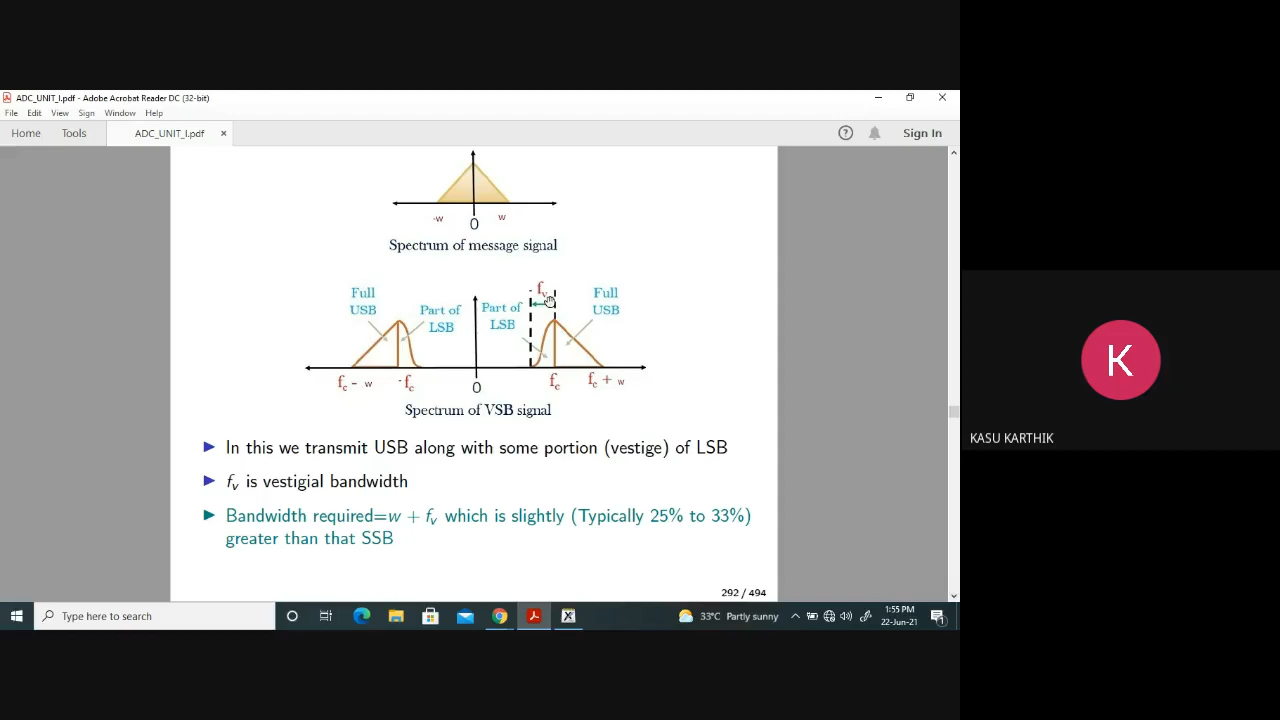 ADC_UNIT_I.pdf - Adobe Acrobat Reader DC (32-bit)
File Edit View Sign Window Help
Home Tools ADC_UNIT_I.pdf × ? Sign In
-w 0 w
Spectrum of message signal
Full USB
Part of LSB
Part of LSB
fv
Full USB
fc - w
-fc
0
fc
fc + w
Spectrum of VSB signal
In this we transmit USB along with some portion (vestige) of LSB
fv is vestigial bandwidth
Bandwidth required=w + fv which is slightly (Typically 25% to 33%)
greater than that SSB
292 / 494
K
KASU KARTHIK
Type here to search
33°C Partly sunny
1:55 PM
22-Jun-21
1